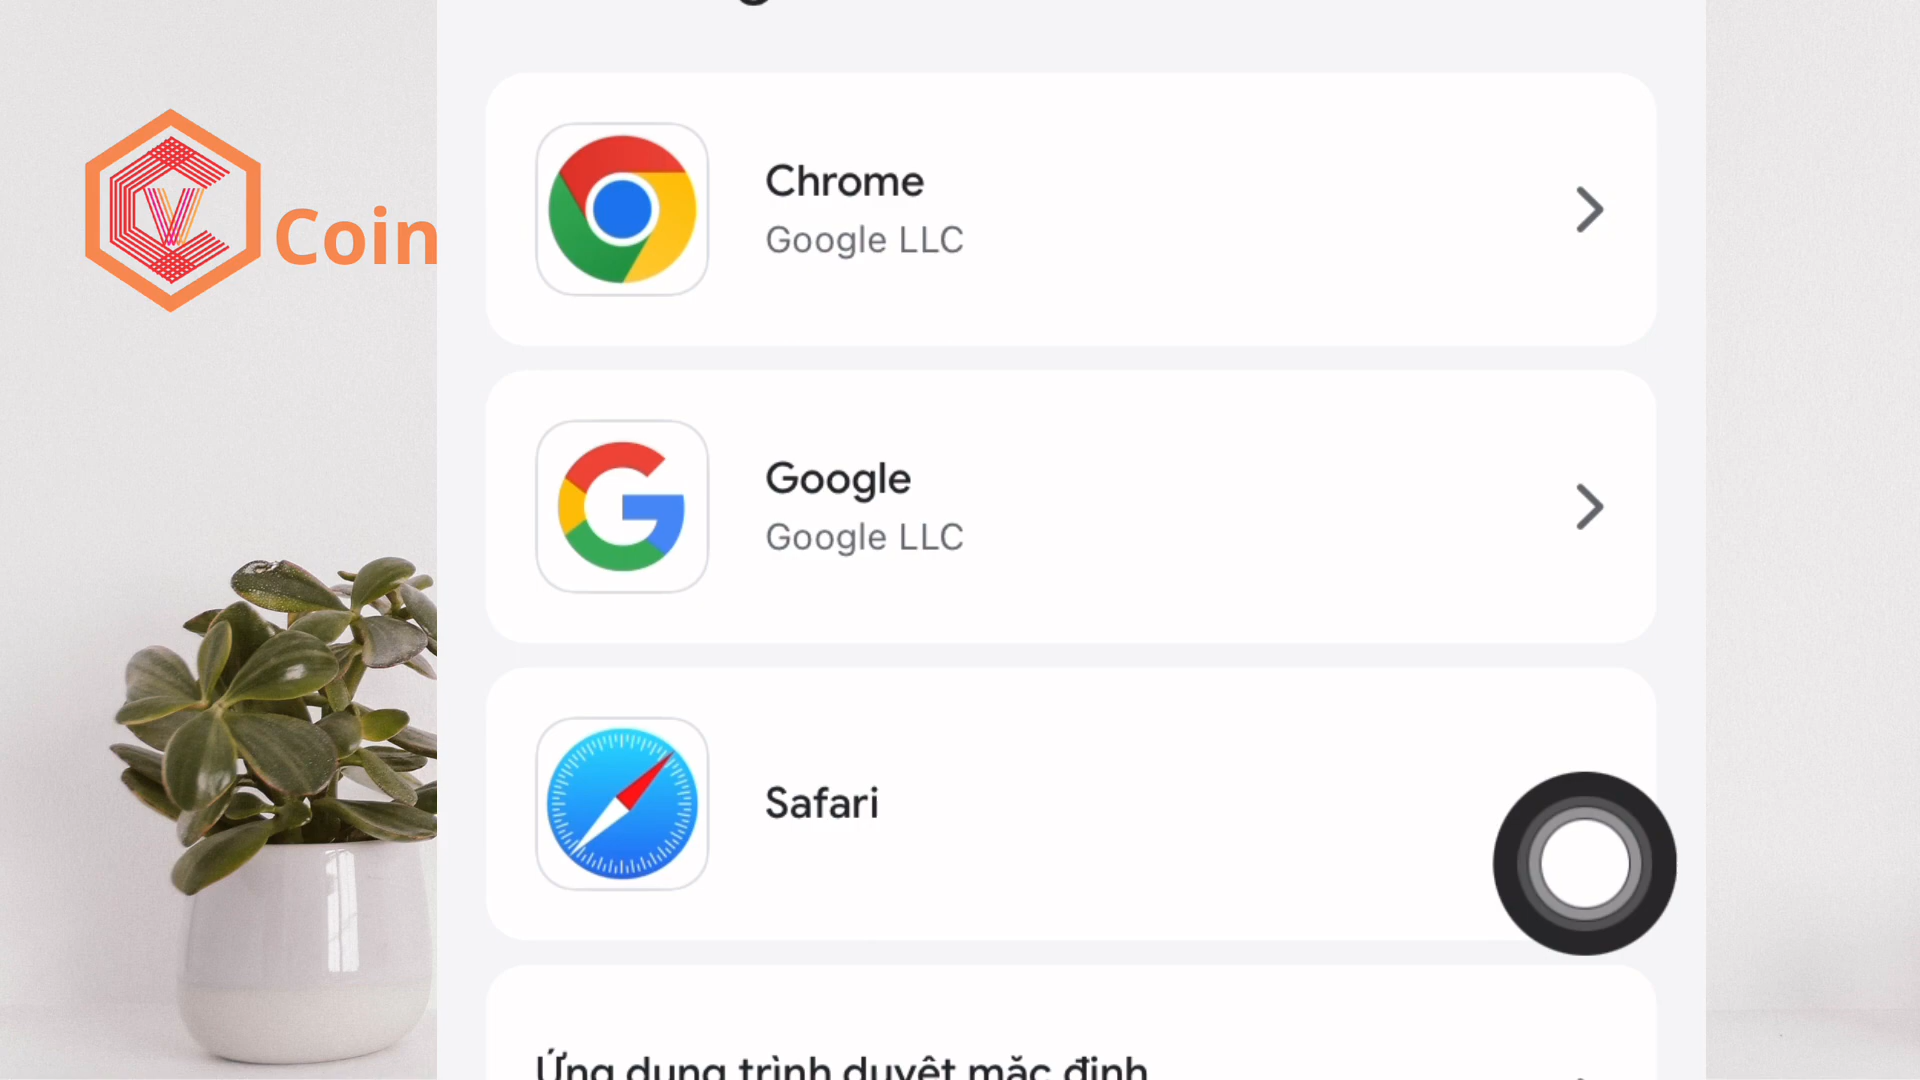 Coin
Chrome
Google LLC
Google
Google LLC
Safari
Ứng dụng trình duyệt mặc định